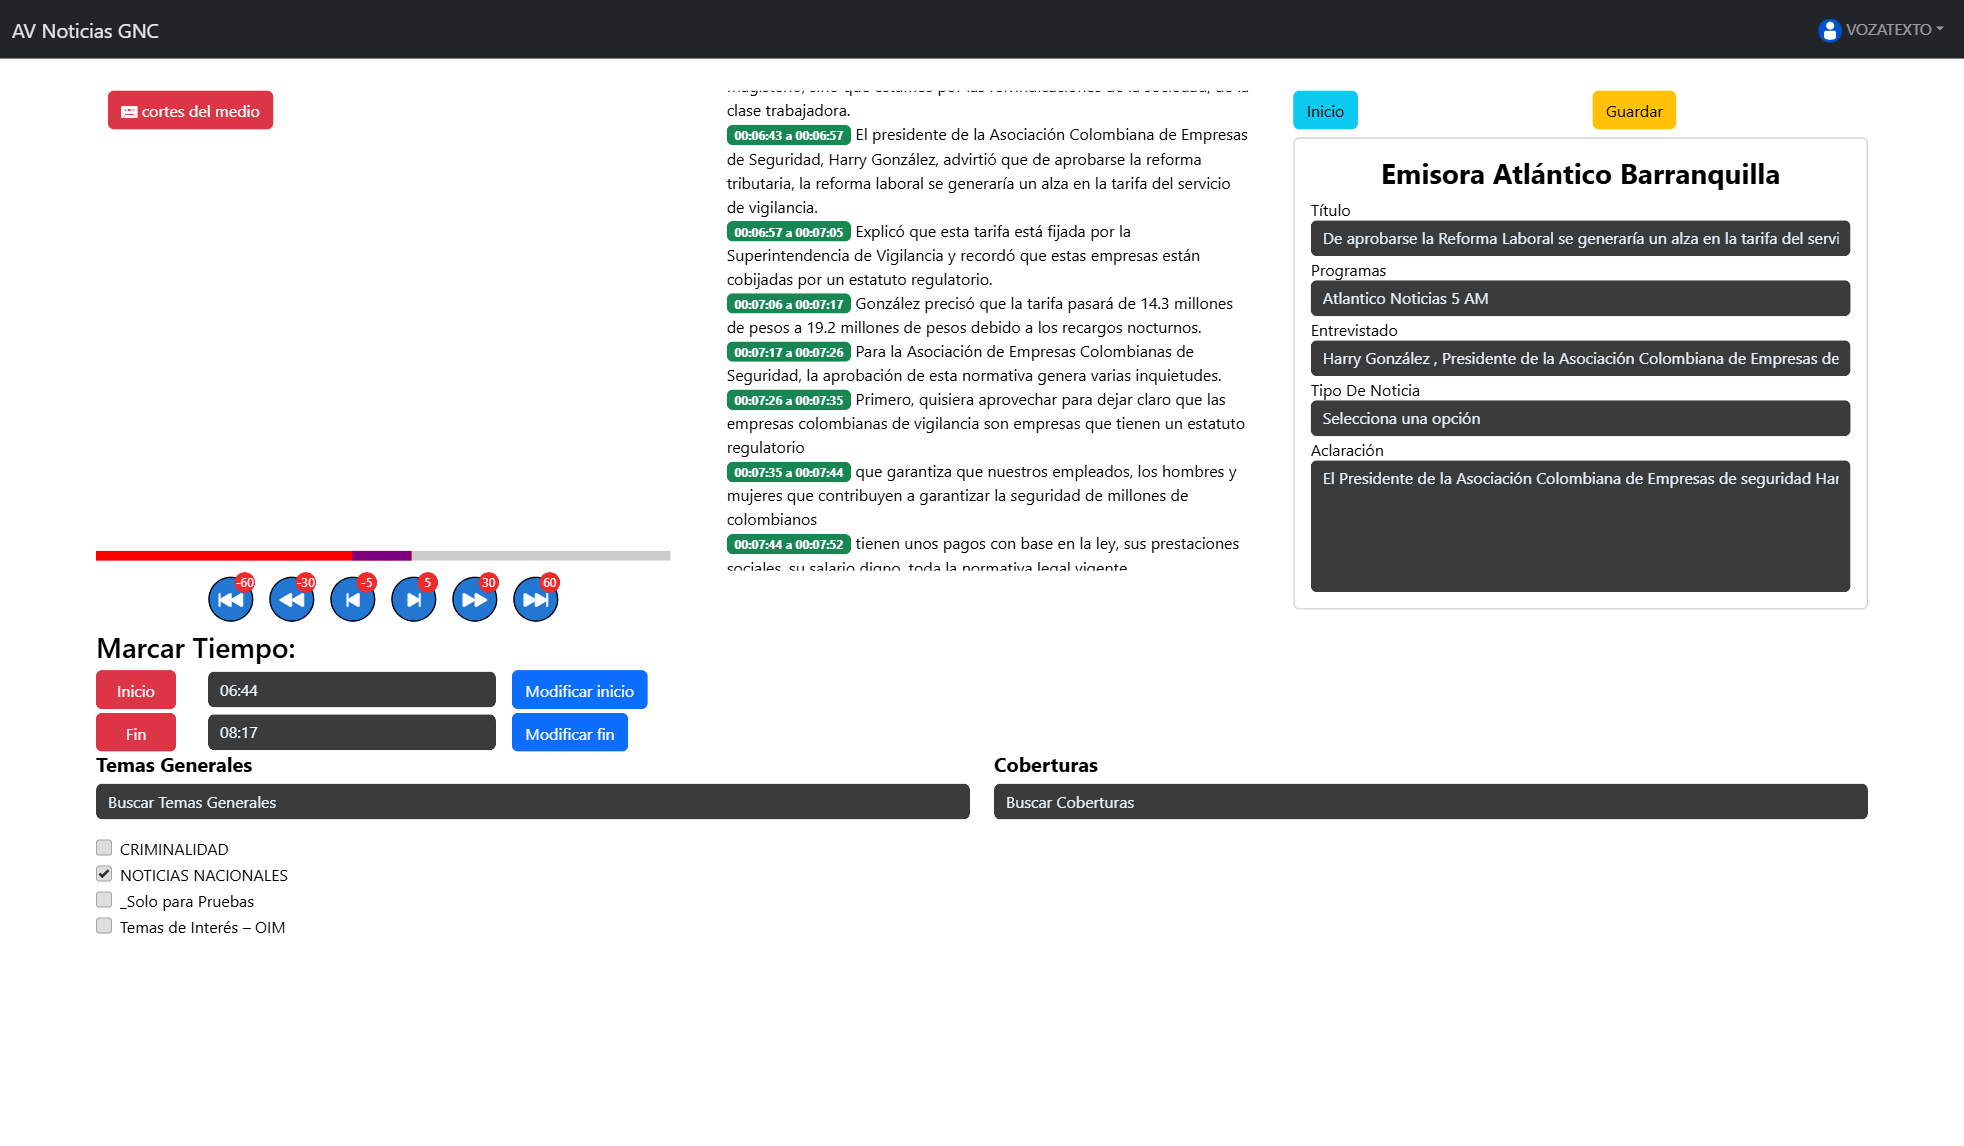 AV Noticias GNC
VOZATEXTO
cortes del medio
magisterio, sino que estamos por las reivindicaciones de la sociedad, de la
clase trabajadora.
00:06:43 a 00:06:57 El presidente de la Asociación Colombiana de Empresas
de Seguridad, Harry González, advirtió que de aprobarse la reforma
tributaria, la reforma laboral se generaría un alza en la tarifa del servicio
de vigilancia.
00:06:57 a 00:07:05 Explicó que esta tarifa está fijada por la
Superintendencia de Vigilancia y recordó que estas empresas están
cobijadas por un estatuto regulatorio.
00:07:06 a 00:07:17 González precisó que la tarifa pasará de 14.3 millones
de pesos a 19.2 millones de pesos debido a los recargos nocturnos.
00:07:17 a 00:07:26 Para la Asociación de Empresas Colombianas de
Seguridad, la aprobación de esta normativa genera varias inquietudes.
00:07:26 a 00:07:35 Primero, quisiera aprovechar para dejar claro que las
empresas colombianas de vigilancia son empresas que tienen un estatuto
regulatorio
00:07:35 a 00:07:44 que garantiza que nuestros empleados, los hombres y
mujeres que contribuyen a garantizar la seguridad de millones de
colombianos
00:07:44 a 00:07:52 tienen unos pagos con base en la ley, sus prestaciones
sociales, su salario digno, toda la normativa legal vigente
Inicio
Guardar
Emisora Atlántico Barranquilla
Título
De aprobarse la Reforma Laboral se generaría un alza en la tarifa del servi
Programas
Atlantico Noticias 5 AM
Entrevistado
Harry González , Presidente de la Asociación Colombiana de Empresas de
Tipo De Noticia
Selecciona una opción
Aclaración
El Presidente de la Asociación Colombiana de Empresas de seguridad Har
-60
-30
-5
5
30
60
Marcar Tiempo:
Inicio
06:44
Modificar inicio
Fin
08:17
Modificar fin
Temas Generales
Buscar Temas Generales
CRIMINALIDAD
NOTICIAS NACIONALES
_Solo para Pruebas
Temas de Interés – OIM
Coberturas
Buscar Coberturas